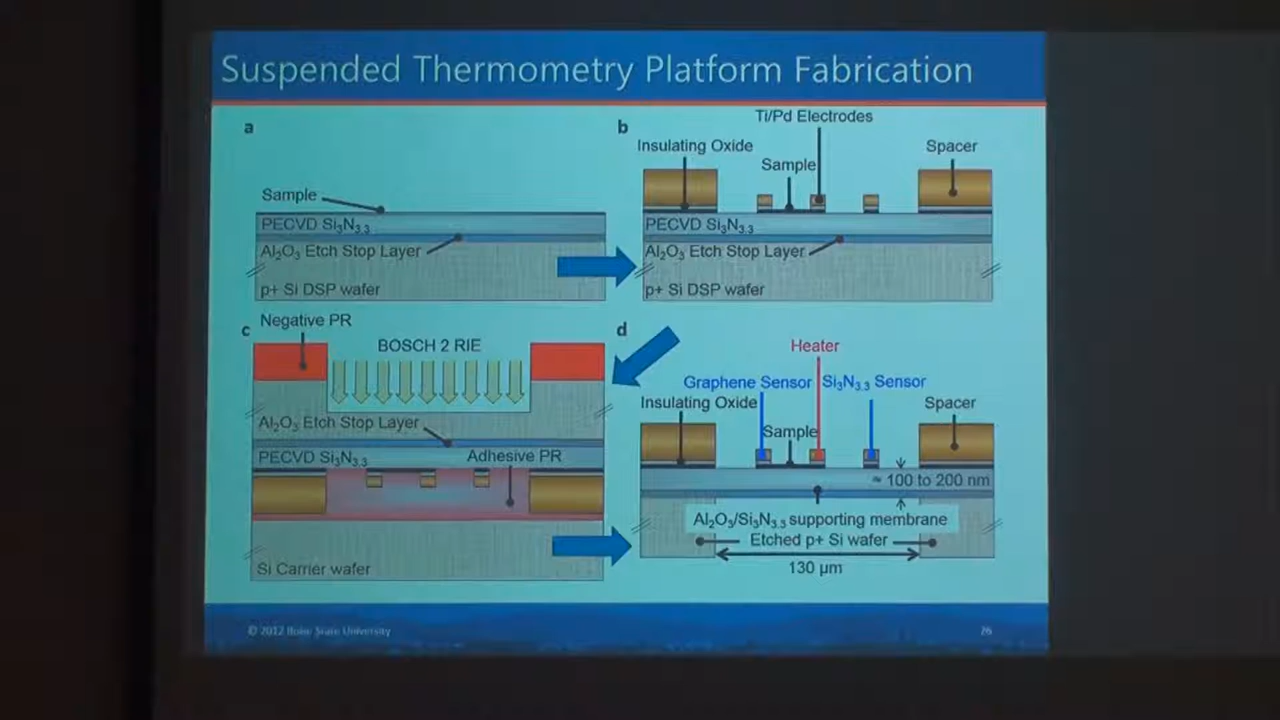 Suspended Thermometry Platform Fabrication
a
Sample
PECVD Si₃N₃.₃
Al₂O₃ Etch Stop Layer
p+ Si DSP wafer
b
Ti/Pd Electrodes
Insulating Oxide
Spacer
Sample
PECVD Si₃N₃.₃
Al₂O₃ Etch Stop Layer
p+ Si DSP wafer
c
Negative PR
BOSCH 2 RIE
Al₂O₃ Etch Stop Layer
PECVD Si₃N₃.₃
Adhesive PR
Si Carrier wafer
d
Heater
Graphene Sensor
Si₃N₃.₃ Sensor
Insulating Oxide
Spacer
Sample
≈ 100 to 200 nm
Al₂O₃/Si₃N₃.₃ supporting membrane
Etched p+ Si wafer
130 µm
© 2012 Boise State University
26